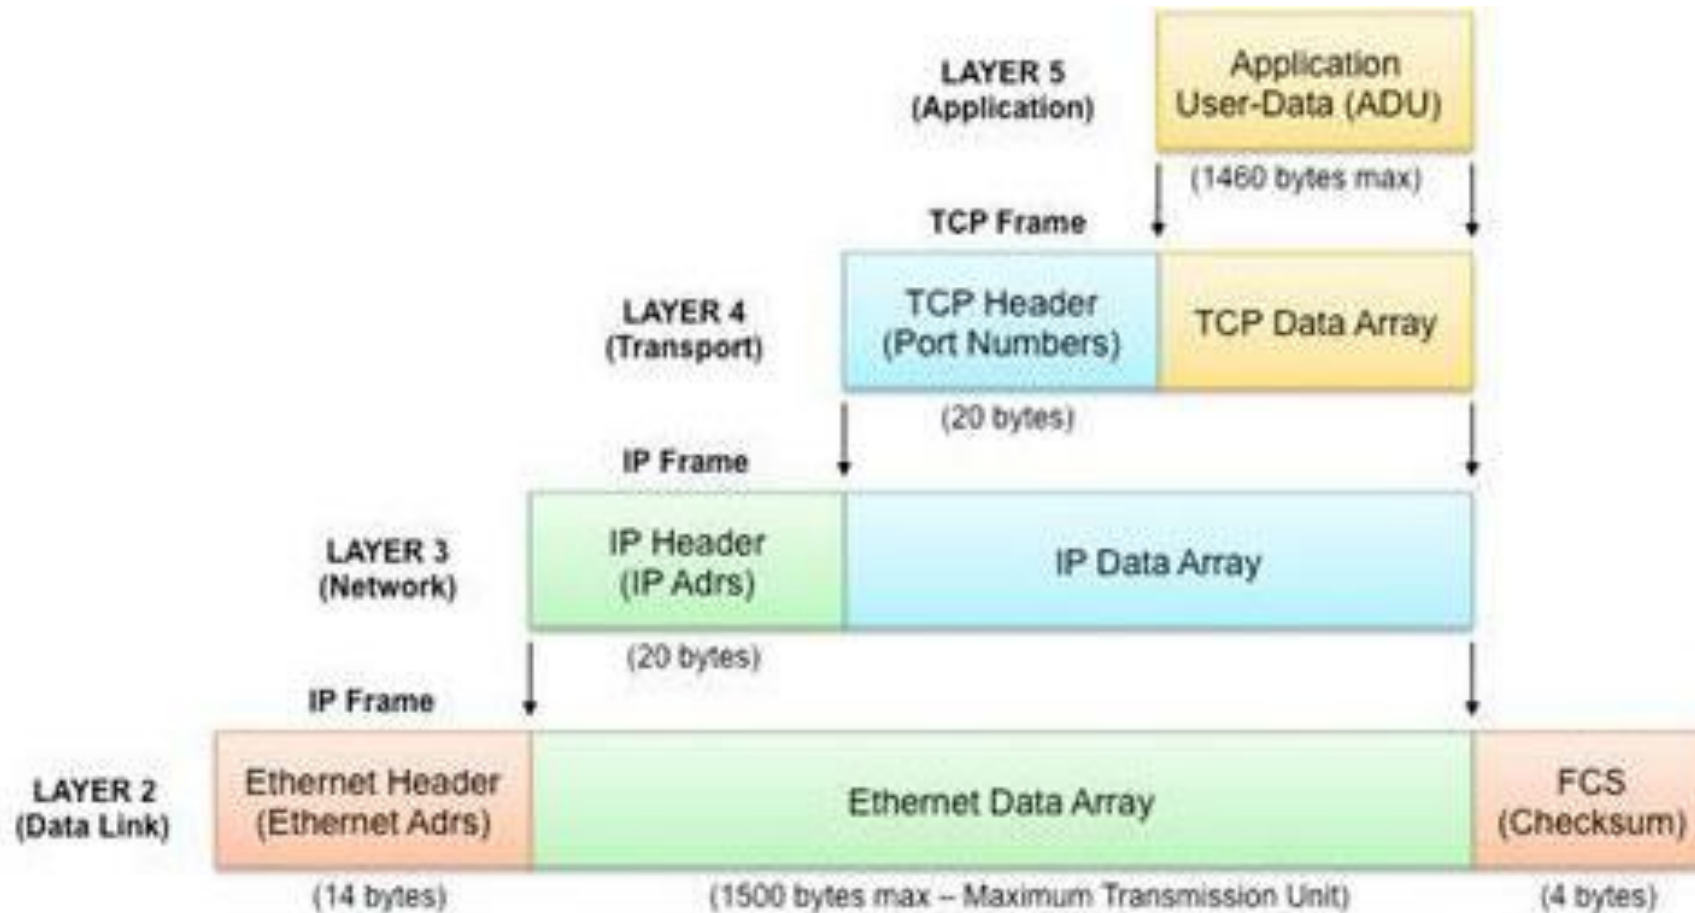 LAYER 5
(Application)
Application
User-Data (ADU)
(1460 bytes max)
TCP Frame
LAYER 4
(Transport)
TCP Header
(Port Numbers)
TCP Data Array
(20 bytes)
IP Frame
LAYER 3
(Network)
IP Header
(IP Adrs)
IP Data Array
(20 bytes)
IP Frame
LAYER 2
(Data Link)
Ethernet Header
(Ethernet Adrs)
Ethernet Data Array
FCS
(Checksum)
(14 bytes)
(1500 bytes max – Maximum Transmission Unit)
(4 bytes)